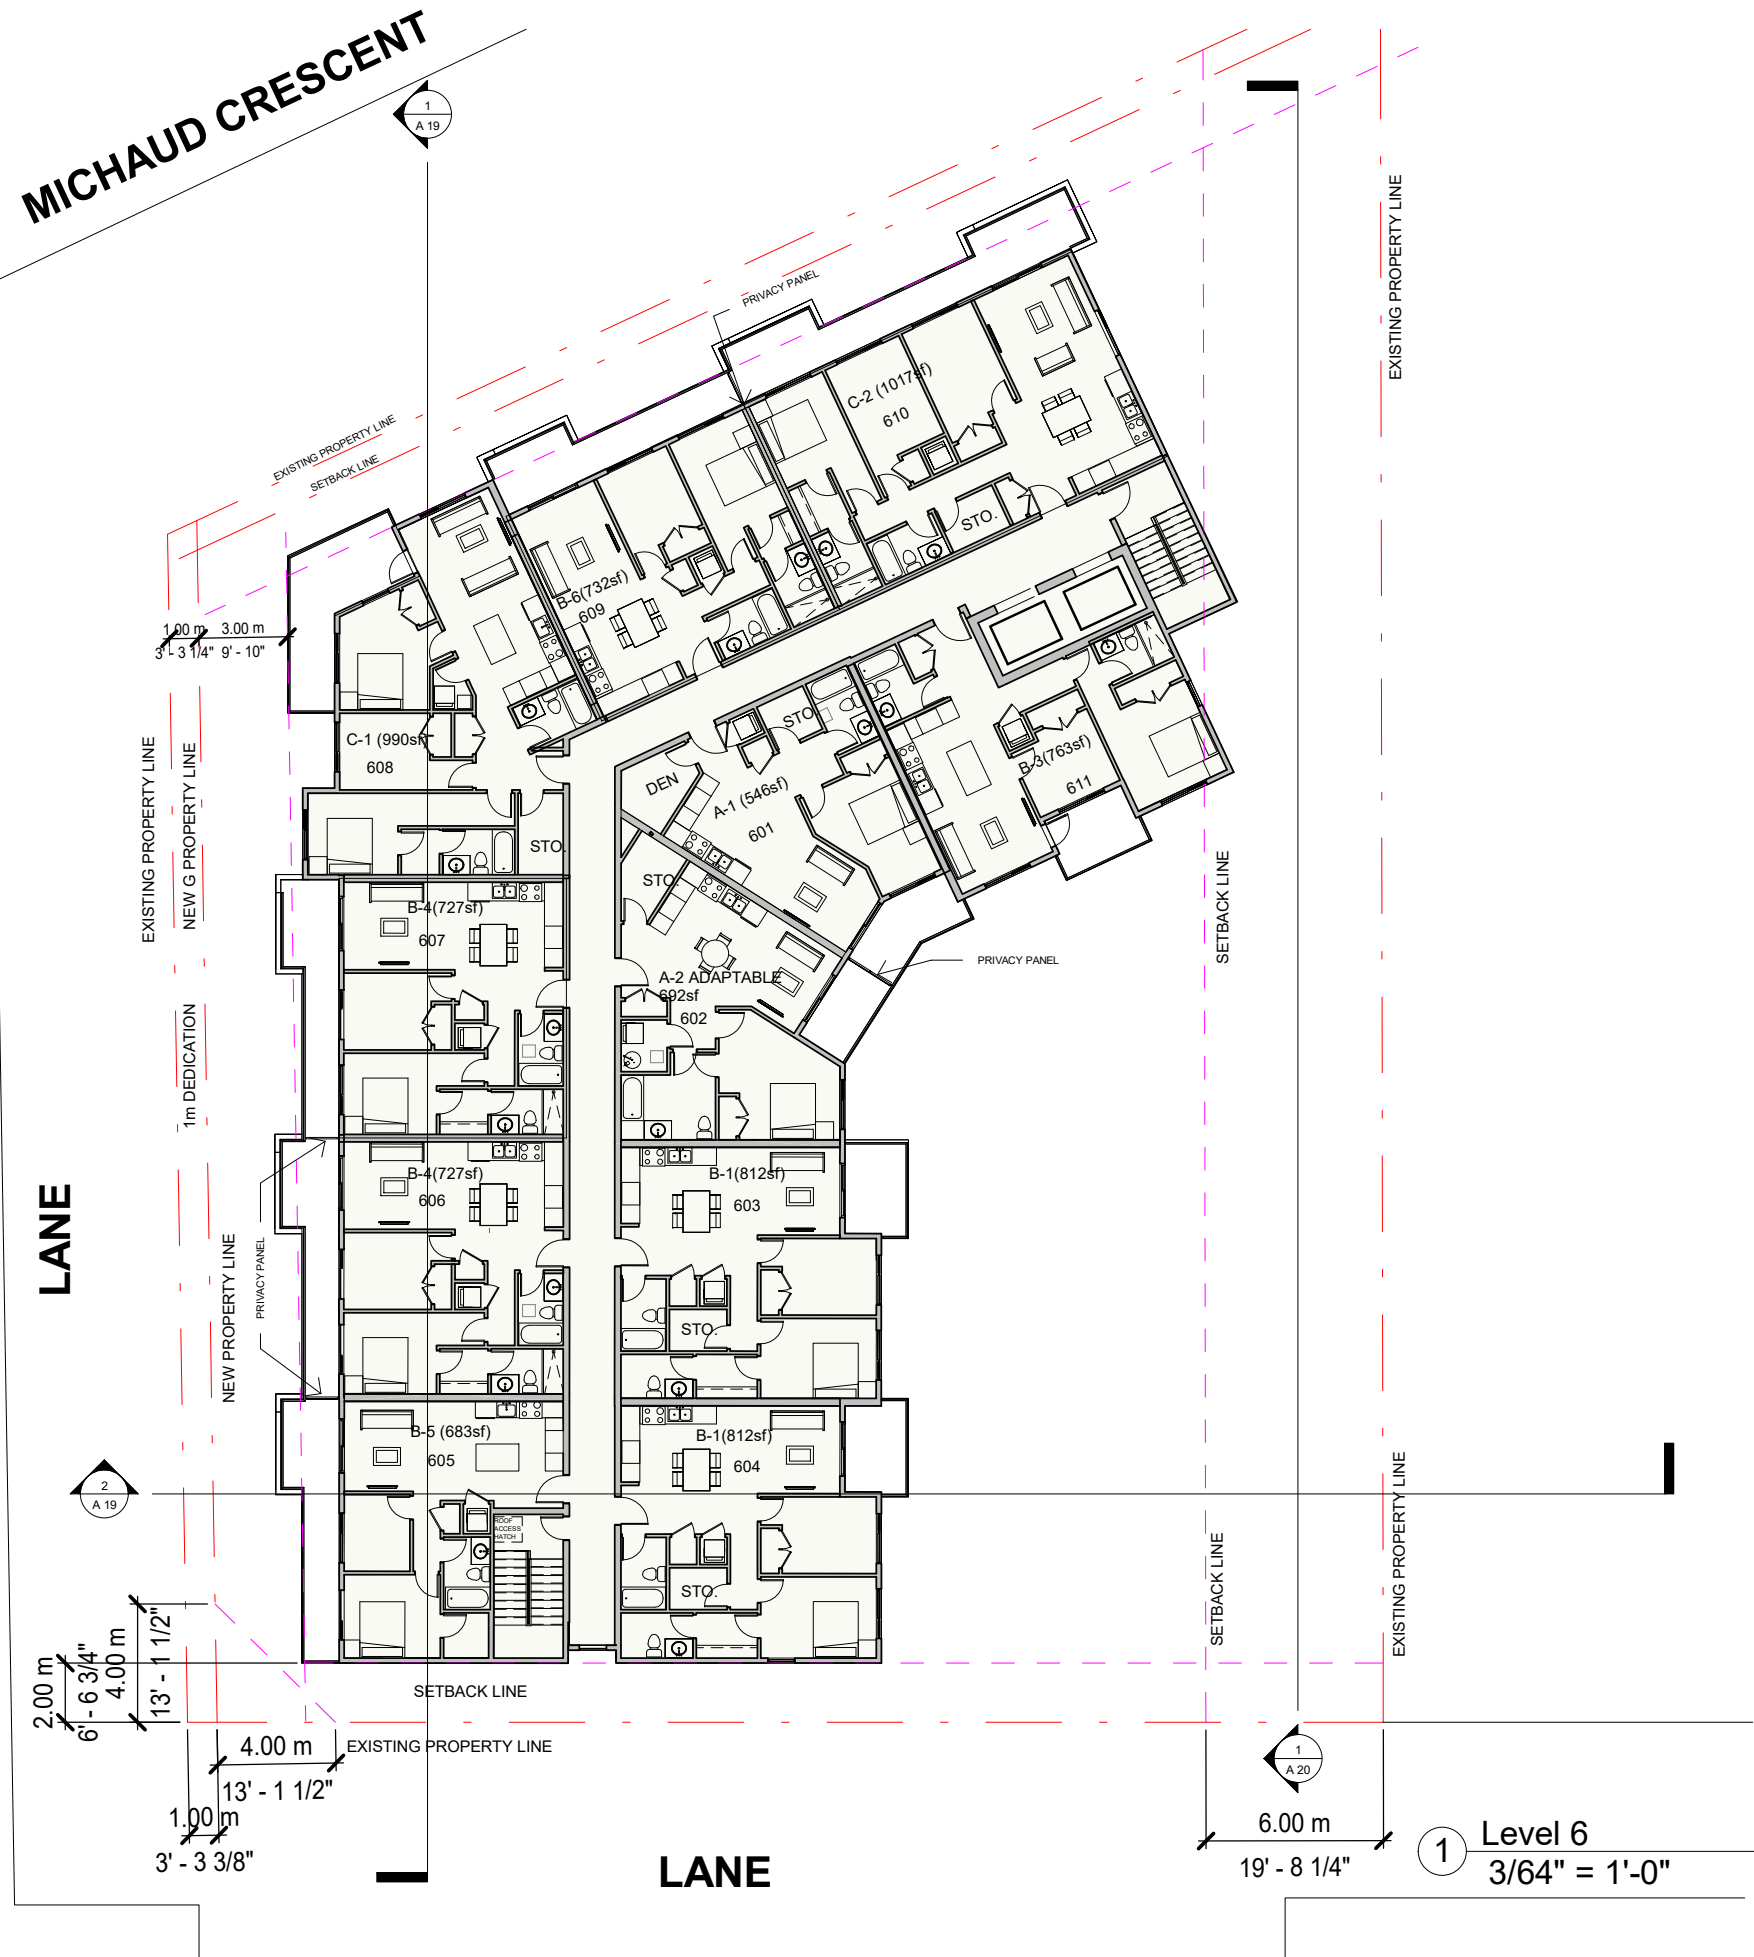 MICHAUD CRESCENT
1
A 19
EXISTING PROPERTY LINE
PRIVACY PANEL
EXISTING PROPERTY LINE
SETBACK LINE
C-2 (1017sf)
610
STO.
B-6(732sf)
609
1.00 m
3.00 m
3' - 3 1/4"
9' - 10"
C-1 (990sf)
608
STO.
STO.
DEN
A-1 (546sf)
601
B-3(763sf)
611
EXISTING PROPERTY LINE
NEW G PROPERTY LINE
1m DEDICATION
SETBACK LINE
B-4(727sf)
607
STO.
A-2 ADAPTABLE
692sf
602
PRIVACY PANEL
LANE
NEW PROPERTY LINE
PRIVACY PANEL
B-4(727sf)
606
B-1(812sf)
603
STO.
B-5 (683sf)
605
B-1(812sf)
604
STO.
ROOF
ACCESS
HATCH
2
A 19
SETBACK LINE
EXISTING PROPERTY LINE
2.00 m
6' - 6 3/4"
4.00 m
13' - 1 1/2"
SETBACK LINE
EXISTING PROPERTY LINE
4.00 m
13' - 1 1/2"
1.00 m
3' - 3 3/8"
LANE
1
A 20
6.00 m
19' - 8 1/4"
1
Level 6
3/64" = 1'-0"